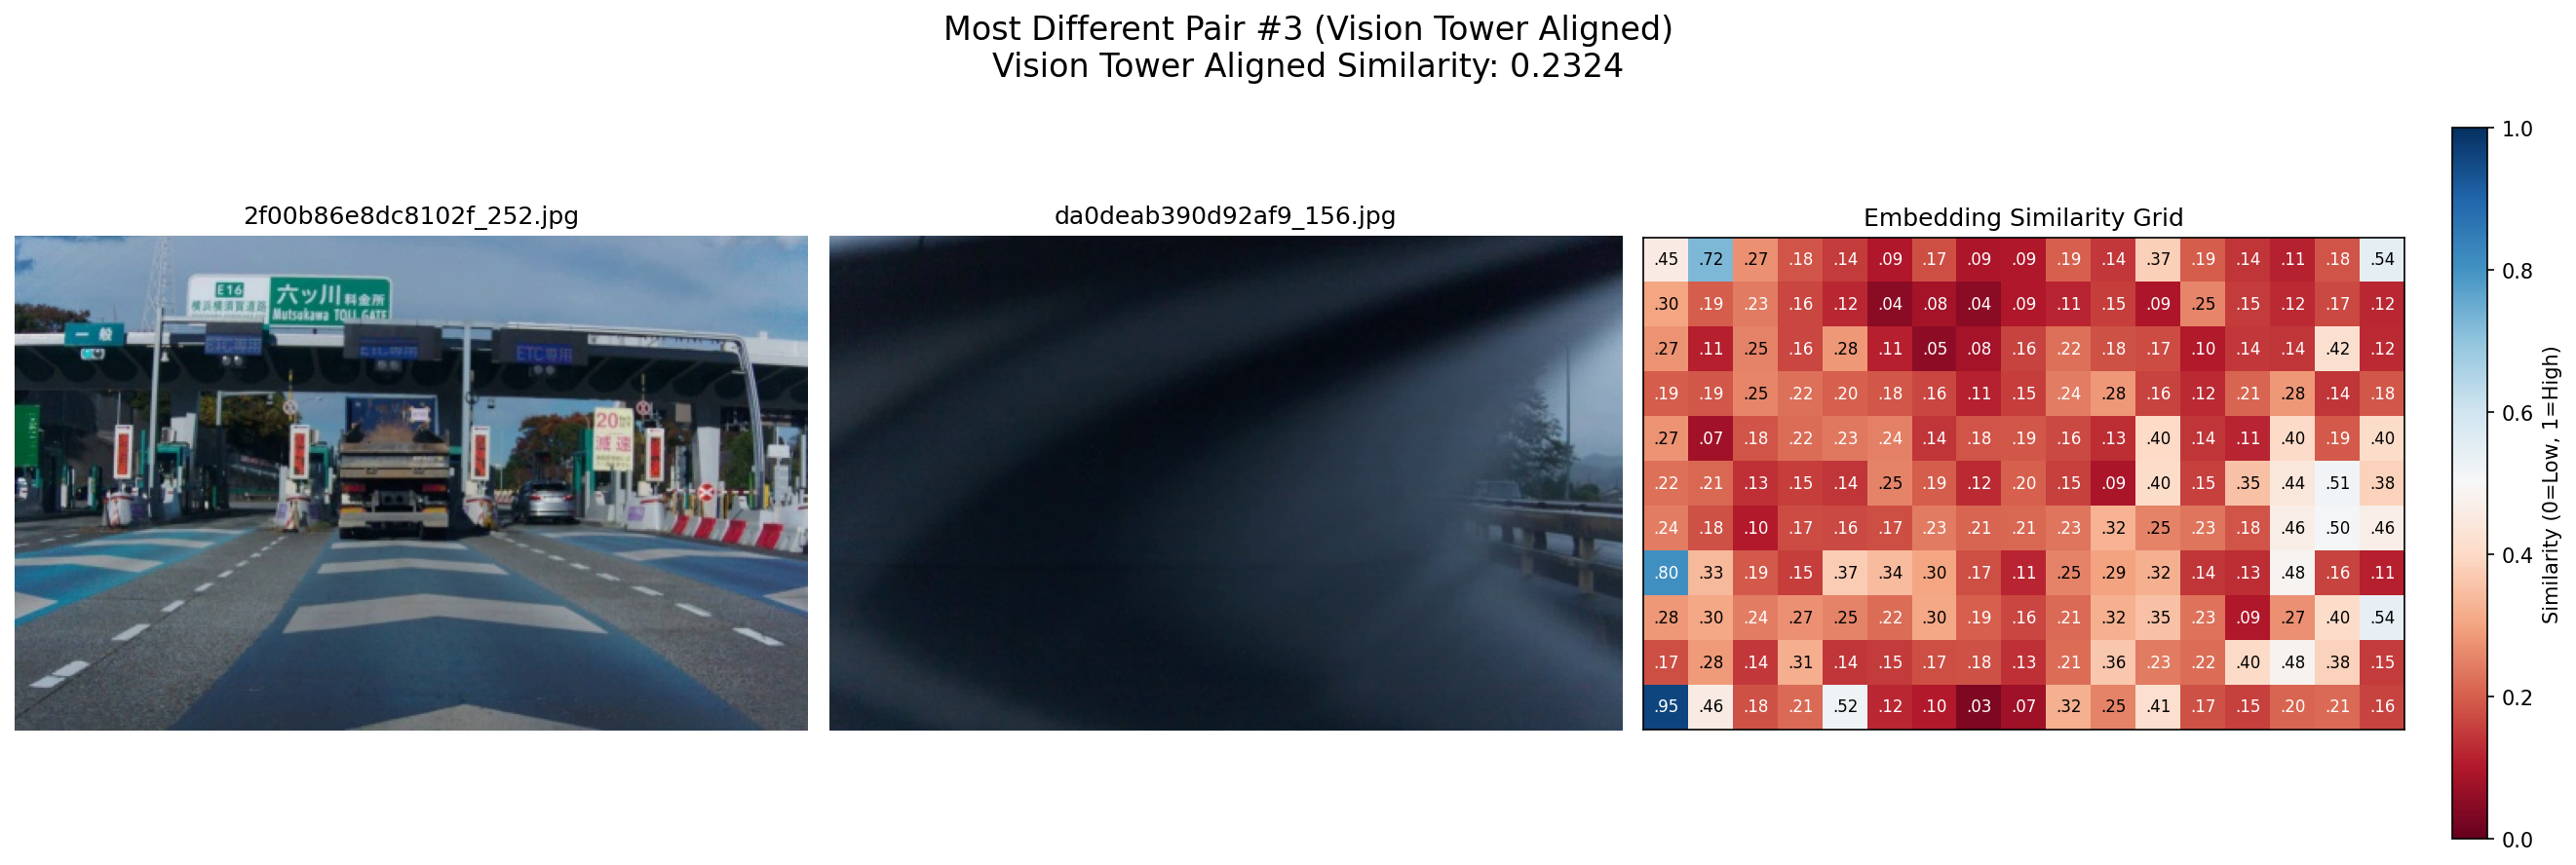 Most Different Pair #3 (Vision Tower Aligned)
Vision Tower Aligned Similarity: 0.2324
2f00b86e8dc8102f_252.jpg
E16
横浜横須賀道路
六ッ川料金所
Mutsukawa TOLL GATE
一般
ETC専用
ETC専用
ETC専用
20
減速
da0deab390d92af9_156.jpg
Embedding Similarity Grid
.45 .72 .27 .18 .14 .09 .17 .09 .09 .19 .14 .37 .19 .14 .11 .18 .54
.30 .19 .23 .16 .12 .04 .08 .04 .09 .11 .15 .09 .25 .15 .12 .17 .12
.27 .11 .25 .16 .28 .11 .05 .08 .16 .22 .18 .17 .10 .14 .14 .42 .12
.19 .19 .25 .22 .20 .18 .16 .11 .15 .24 .28 .16 .12 .21 .28 .14 .18
.27 .07 .18 .22 .23 .24 .14 .18 .19 .16 .13 .40 .14 .11 .40 .19 .40
.22 .21 .13 .15 .14 .25 .19 .12 .20 .15 .09 .40 .15 .35 .44 .51 .38
.24 .18 .10 .17 .16 .17 .23 .21 .21 .23 .32 .25 .23 .18 .46 .50 .46
.80 .33 .19 .15 .37 .34 .30 .17 .11 .25 .29 .32 .14 .13 .48 .16 .11
.28 .30 .24 .27 .25 .22 .30 .19 .16 .21 .32 .35 .23 .09 .27 .40 .54
.17 .28 .14 .31 .14 .15 .17 .18 .13 .21 .36 .23 .22 .40 .48 .38 .15
.95 .46 .18 .21 .52 .12 .10 .03 .07 .32 .25 .41 .17 .15 .20 .21 .16
1.0
0.8
0.6
0.4
0.2
0.0
Similarity (0=Low, 1=High)